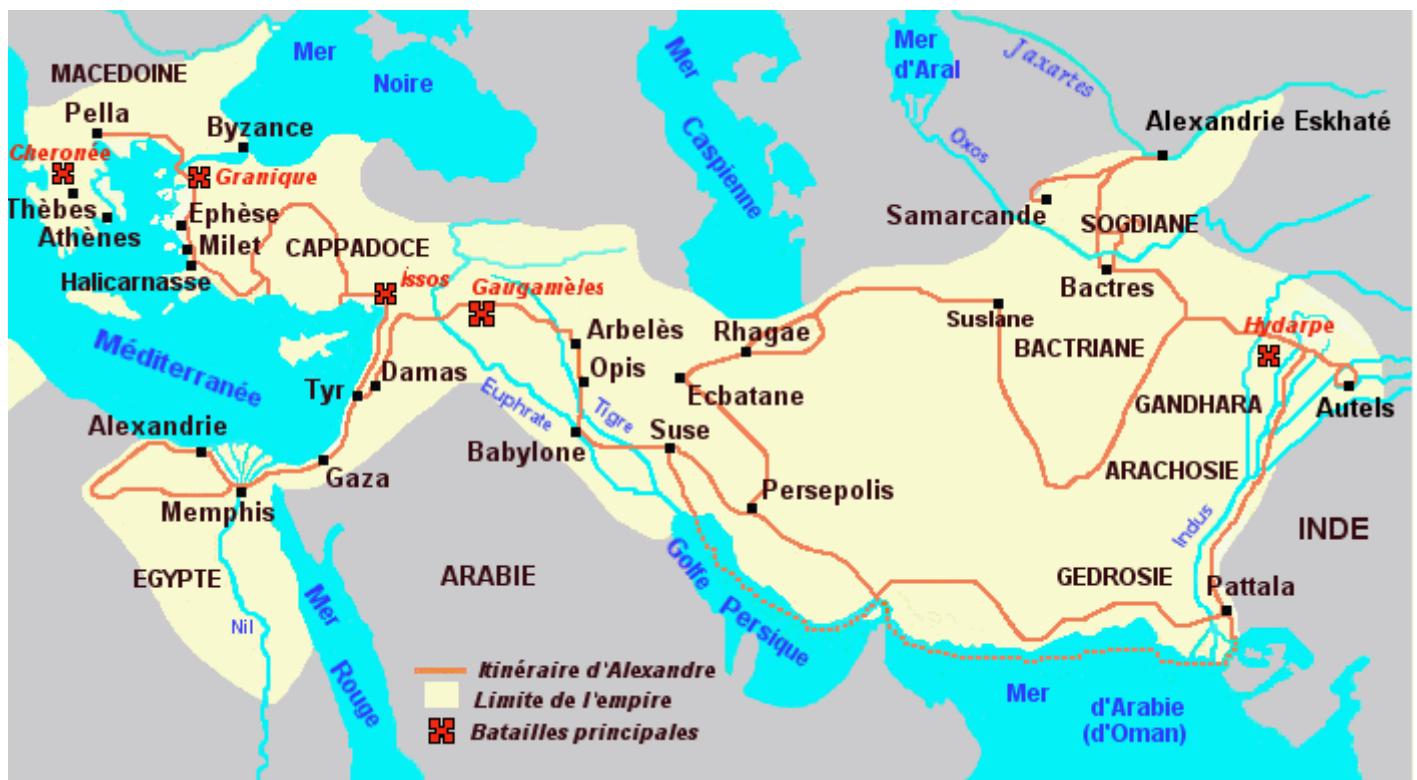 Mer
Noire
Mer
Caspienne
Mer
d'Aral
Jaxartes
MACEDOINE
Pella
Byzance
Alexandrie Eskhaté
Oxos
Cheronée
Granique
Thèbes
Ephèse
Athènes
Milet
CAPPADOCE
Samarcande
SOGDIANE
Halicarnasse
issos
Gaugamèles
Bactres
Arbelès
Rhagae
Suslane
Hydarpe
BACTRIANE
Méditerranée
Tyr
Damas
Opis
Ecbatane
GANDHARA
Autels
Euphrate
Tigre
Alexandrie
Babylone
Suse
ARACHOSIE
Gaza
Memphis
Persepolis
Indus
INDE
EGYPTE
ARABIE
Golfe
Persique
GEDROSIE
Pattala
Nil
Mer
Rouge
Itinéraire d'Alexandre
Limite de l'empire
Batailles principales
Mer
d'Arabie
(d'Oman)